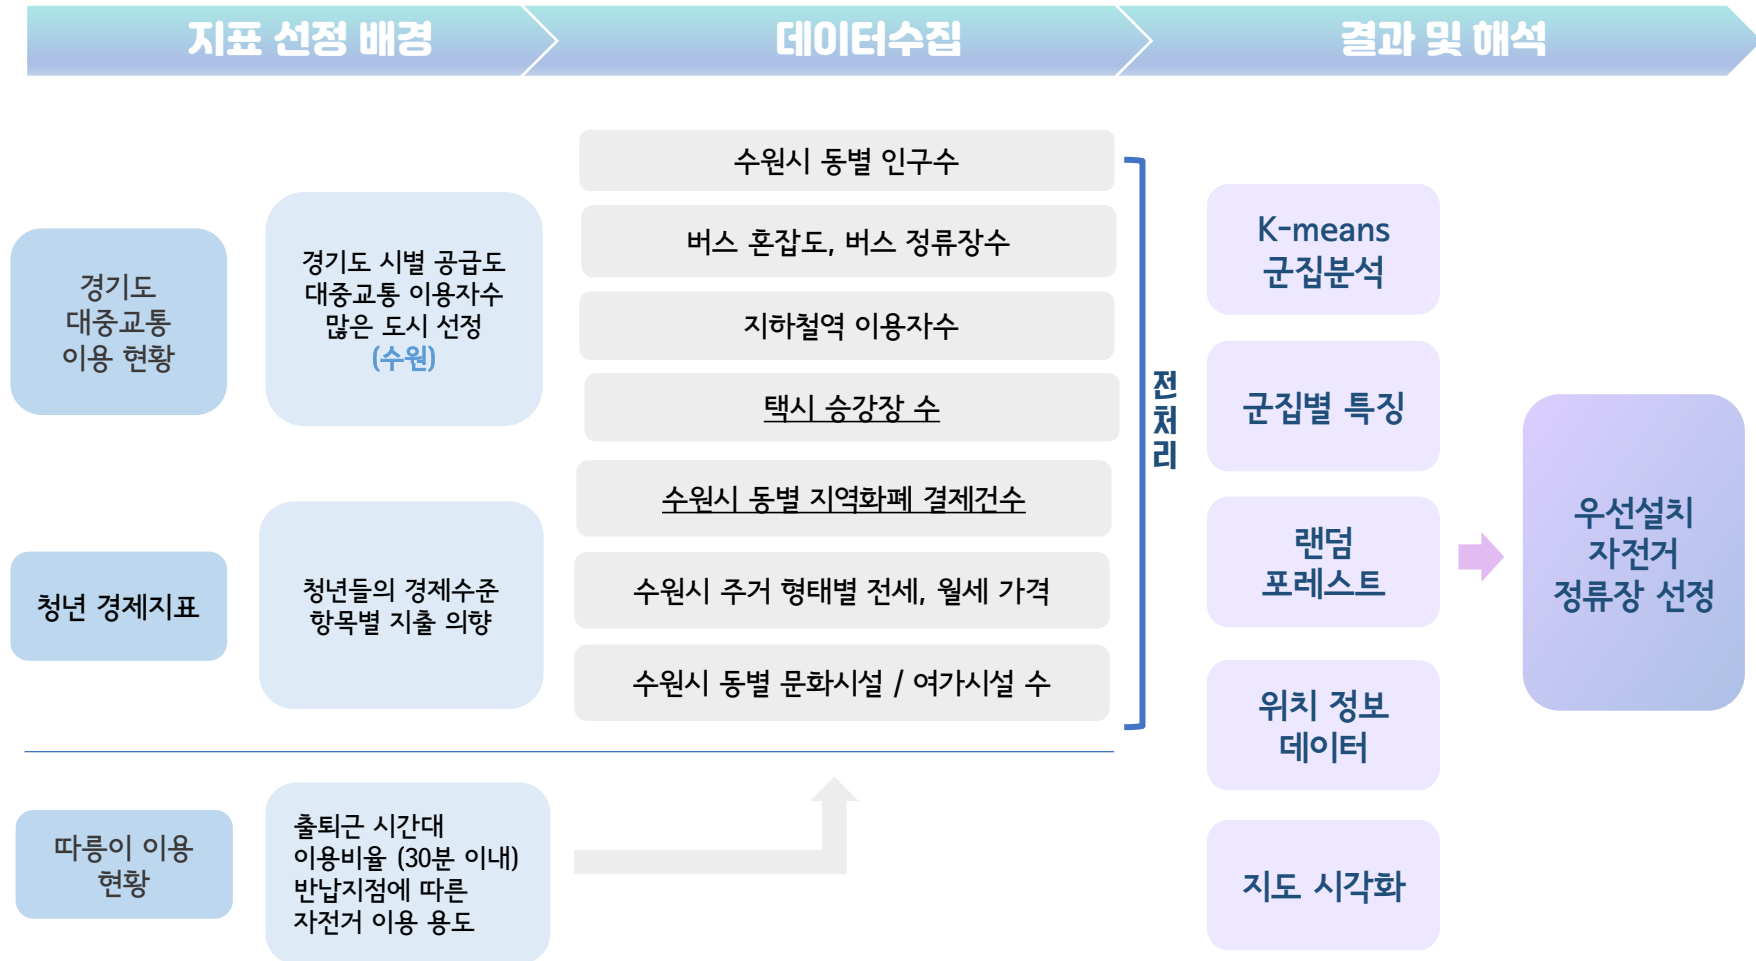 지표 선정 배경
데이터수집
결과 및 해석
경기도
대중교통
이용 현황
경기도 시별 공급도
대중교통 이용자수
많은 도시 선정
(수원)
청년 경제지표
청년들의 경제수준
항목별 지출 의향
따릉이 이용
현황
출퇴근 시간대
이용비율 (30분 이내)
반납지점에 따른
자전거 이용 용도
수원시 동별 인구수
버스 혼잡도, 버스 정류장수
지하철역 이용자수
택시 승강장 수
수원시 동별 지역화폐 결제건수
수원시 주거 형태별 전세, 월세 가격
수원시 동별 문화시설 / 여가시설 수
전처리
K-means
군집분석
군집별 특징
랜덤
포레스트
위치 정보
데이터
지도 시각화
우선설치
자전거
정류장 선정